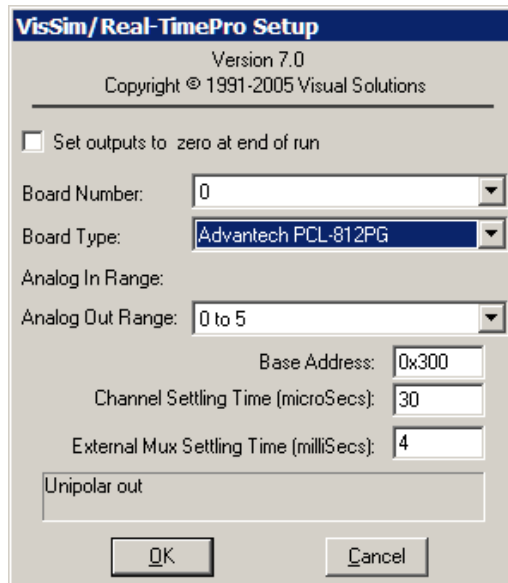 VisSim/Real-TimePro Setup
Version 7.0
Copyright © 1991-2005 Visual Solutions
Set outputs to zero at end of run
Board Number: 0
Board Type: Advantech PCL-812PG
Analog In Range:
Analog Out Range: 0 to 5
Base Address: 0x300
Channel Settling Time (microSecs): 30
External Mux Settling Time (milliSecs): 4
Unipolar out
OK Cancel